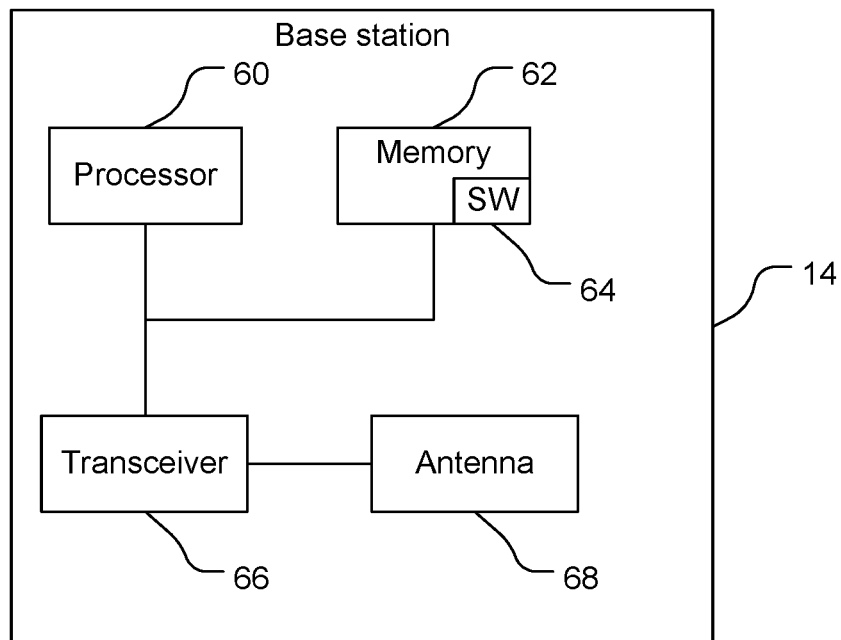 Base station
60
62
Processor
Memory
SW
14
64
Transceiver
Antenna
66
68